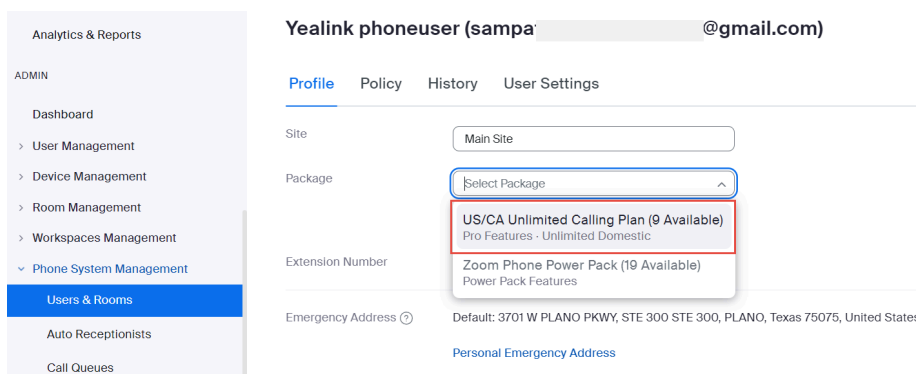 Analytics & Reports
ADMIN
Dashboard
User Management
Device Management
Room Management
Workspaces Management
Phone System Management
Users & Rooms
Auto Receptionists
Call Queues
Yealink phoneuser (sampat @gmail.com)
Profile Policy History User Settings
Site Main Site
Package Select Package
US/CA Unlimited Calling Plan (9 Available)
Pro Features · Unlimited Domestic
Zoom Phone Power Pack (19 Available)
Power Pack Features
Extension Number
Emergency Address ? Default: 3701 W PLANO PKWY, STE 300 STE 300, PLANO, Texas 75075, United States
Personal Emergency Address